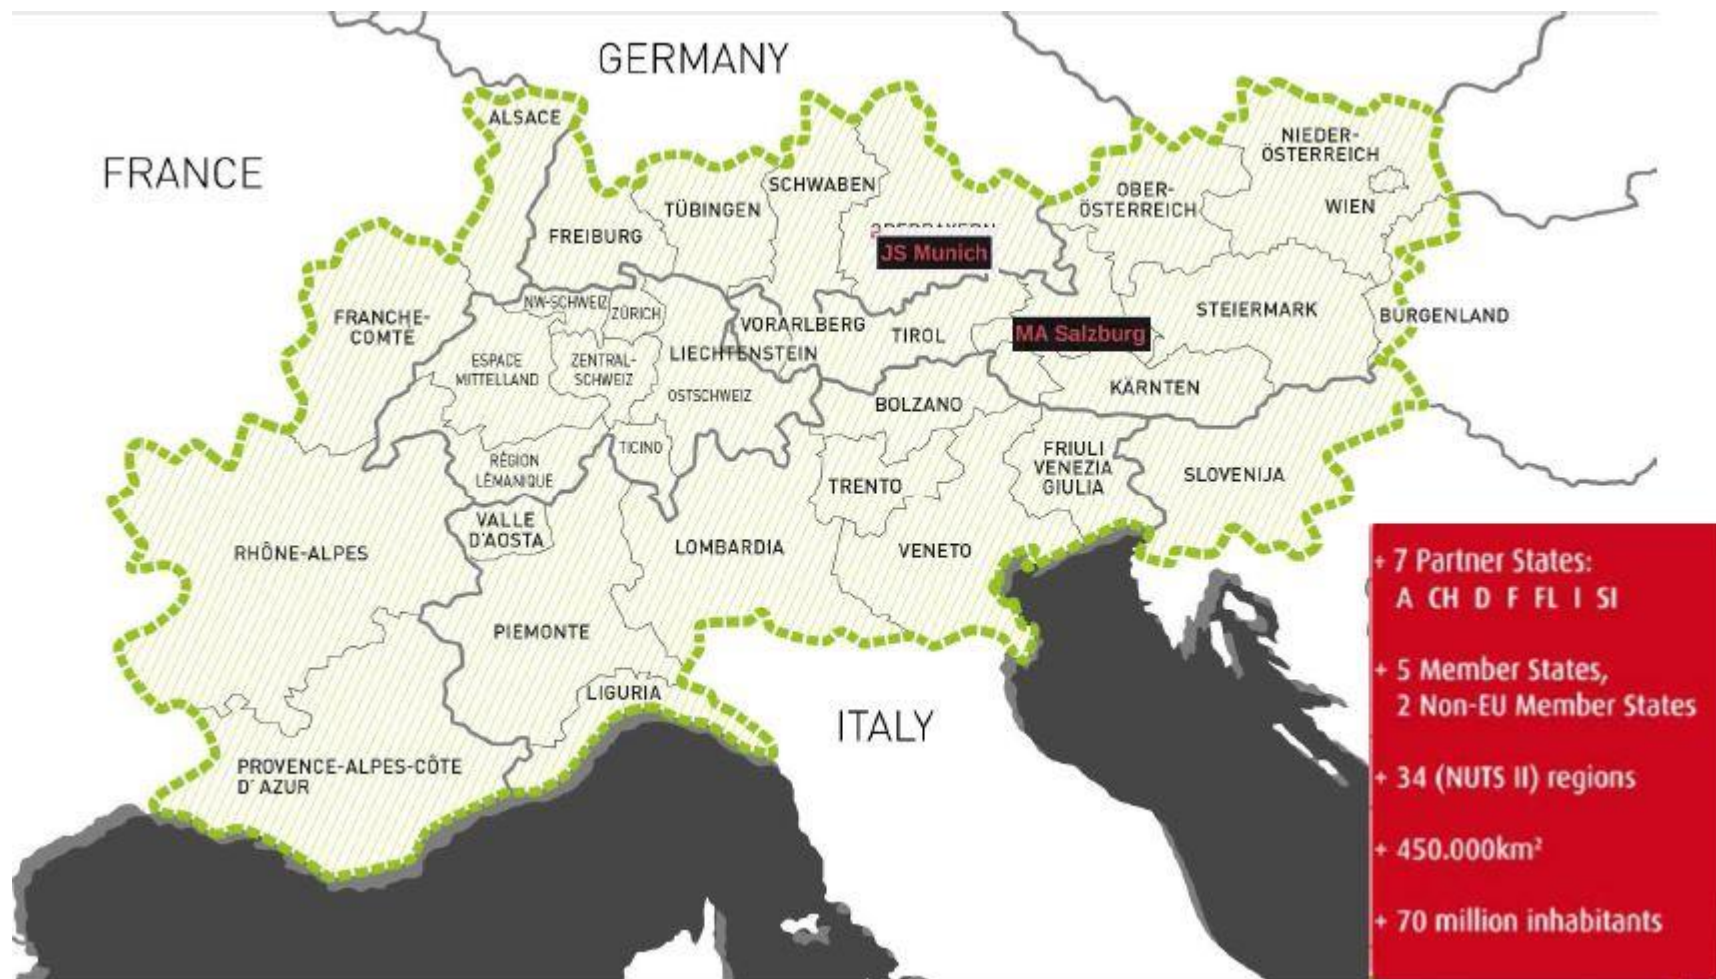 GERMANY
FRANCE
ALSACE
NIEDER-
ÖSTERREICH
SCHWABEN
OBER-
ÖSTERREICH
TÜBINGEN
WIEN
FREIBURG
JS Munich
FRANCHE-
COMTÉ
NW-SCHWEIZ
ZÜRICH
VORARLBERG
TIROL
MA Salzburg
STEIERMARK
BURGENLAND
LIECHTENSTEIN
ESPACE
MITTELLAND
ZENTRAL-
SCHWEIZ
OSTSCHWEIZ
BOLZANO
KÄRNTEN
TICINO
RÉGION
LÉMANIQUE
TRENTO
FRIULI
VENEZIA
GIULIA
SLOVENIJA
VALLE
D'AOSTA
RHÔNE-ALPES
LOMBARDIA
VENETO
PIEMONTE
LIGURIA
ITALY
PROVENCE-ALPES-CÔTE
D' AZUR
+ 7 Partner States:
A CH D F FL I SI
+ 5 Member States,
2 Non-EU Member States
+ 34 (NUTS II) regions
+ 450.000km²
+ 70 million inhabitants